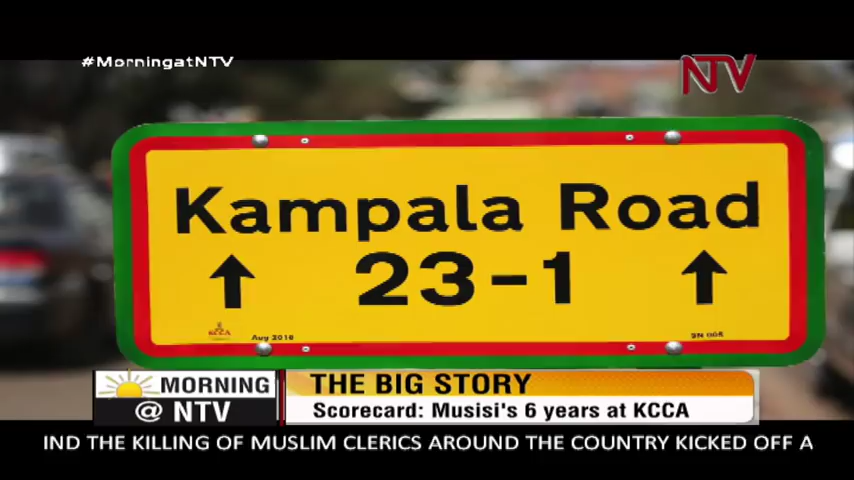 #MorningatNTV
NTV
Kampala Road
23-1
KCCA
Aug 2016
SN 005
MORNING
@ NTV
THE BIG STORY
Scorecard: Musisi's 6 years at KCCA
IND THE KILLING OF MUSLIM CLERICS AROUND THE COUNTRY KICKED OFF A